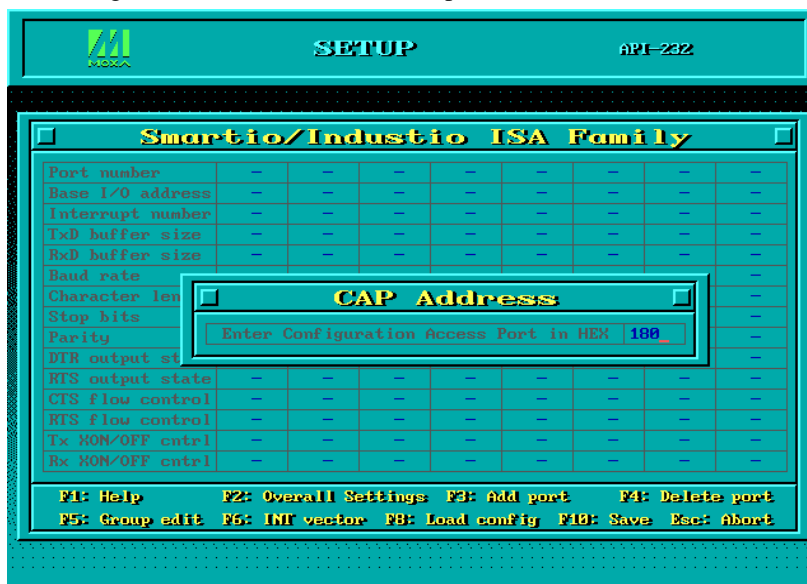 MOXA
SETUP
API-232
Smartio/Industio ISA Family
Port number - - - - - - - -
Base I/O address - - - - - - - -
Interrupt number - - - - - - - -
TxD buffer size - - - - - - - -
RxD buffer size - - - - - - - -
Baud rate -
Character len -
CAP Address
Stop bits -
Enter Configuration Access Port in HEX 180_
Parity -
DTR output st -
RTS output state - - - - - - - -
CTS flow control - - - - - - - -
RTS flow control - - - - - - - -
Tx XON/OFF cntrl - - - - - - - -
Rx XON/OFF cntrl - - - - - - - -
F1: Help F2: Overall Settings F3: Add port F4: Delete port
F5: Group edit F6: INT vector F8: Load config F10: Save Esc: Abort